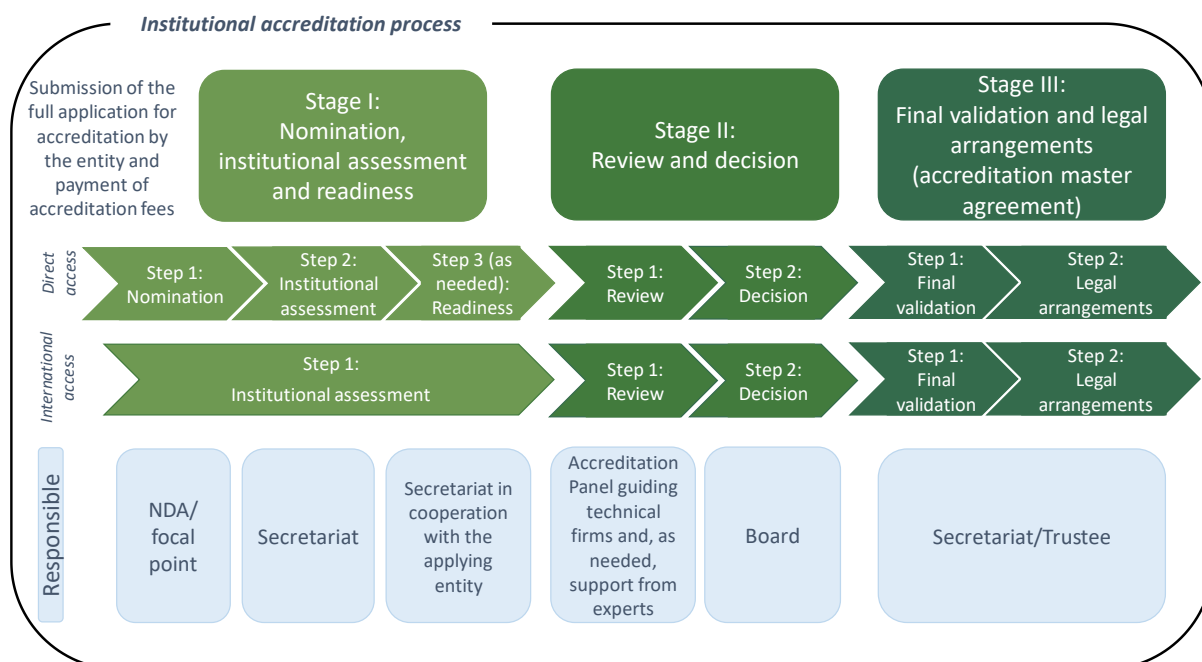 Institutional accreditation process
Submission of the
full application for
accreditation by
the entity and
payment of
accreditation fees
Stage I:
Nomination,
institutional assessment
and readiness
Stage II:
Review and decision
Stage III:
Final validation and legal
arrangements
(accreditation master
agreement)
Direct
access
Step 1:
Nomination
Step 2:
Institutional
assessment
Step 3 (as
needed):
Readiness
Step 1:
Review
Step 2:
Decision
Step 1:
Final
validation
Step 2:
Legal
arrangements
International
access
Step 1:
Institutional assessment
Step 1:
Review
Step 2:
Decision
Step 1:
Final
validation
Step 2:
Legal
arrangements
Responsible
NDA/
focal
point
Secretariat
Secretariat in
cooperation
with the
applying
entity
Accreditation
Panel guiding
technical
firms and, as
needed,
support from
experts
Board
Secretariat/Trustee